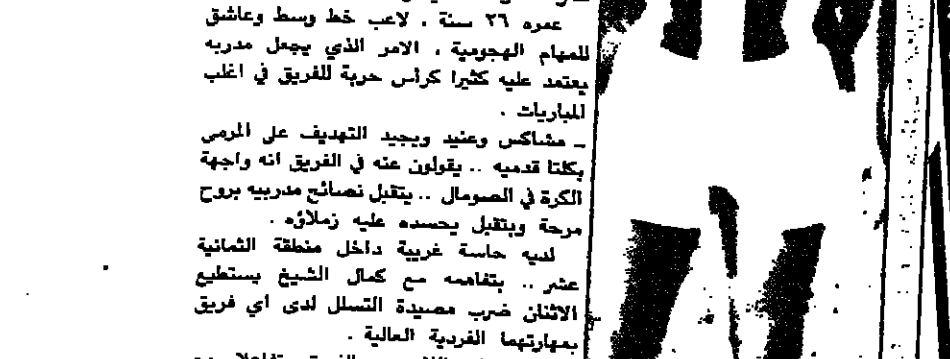 عمره ٢٦ سنة ، لاعب خط وسط وعاشق
للمهام الهجومية ، الامر الذي يجعل مدربه
يعتمد عليه كثيرا كرأس حربة للفريق في اغلب
المباريات .
ـ مشاكس وعنيد ويجيد التهديف على المرمى
بكلتا قدميه .. يقولون عنه في الفريق انه واجهة
الكرة في الصومال .. يتقبل نصائح مدربيه بروح
مرحة وبتقبل يحسده عليه زملاؤه .
لديه حاسة غريبة داخل منطقة الثمانية
عشر .. بتفاهمه مع كمال الشيخ يستطيع
الاثنان ضرب مصيدة التسلل لدى اي فريق
بمهارتهما الفردية العالية .